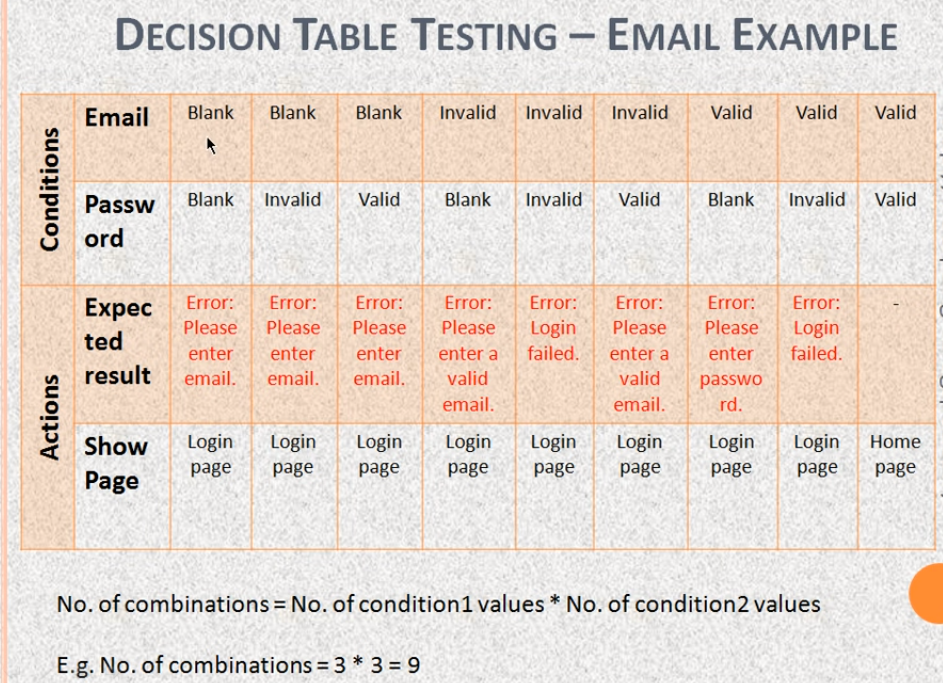 DECISION TABLE TESTING – EMAIL EXAMPLE
Conditions
Email Blank Blank Blank Invalid Invalid Invalid Valid Valid Valid
Passw Blank Invalid Valid Blank Invalid Valid Blank Invalid Valid
ord
Actions
Expec Error: Error: Error: Error: Error: Error: Error: Error: -
ted Please Please Please Please Login Please Please Login
result enter enter enter enter a failed. enter a enter failed.
email. email. email. valid valid passwo
email. email. rd.
Show Login Login Login Login Login Login Login Login Home
Page page page page page page page page page page
No. of combinations = No. of condition1 values * No. of condition2 values
E.g. No. of combinations = 3 * 3 = 9